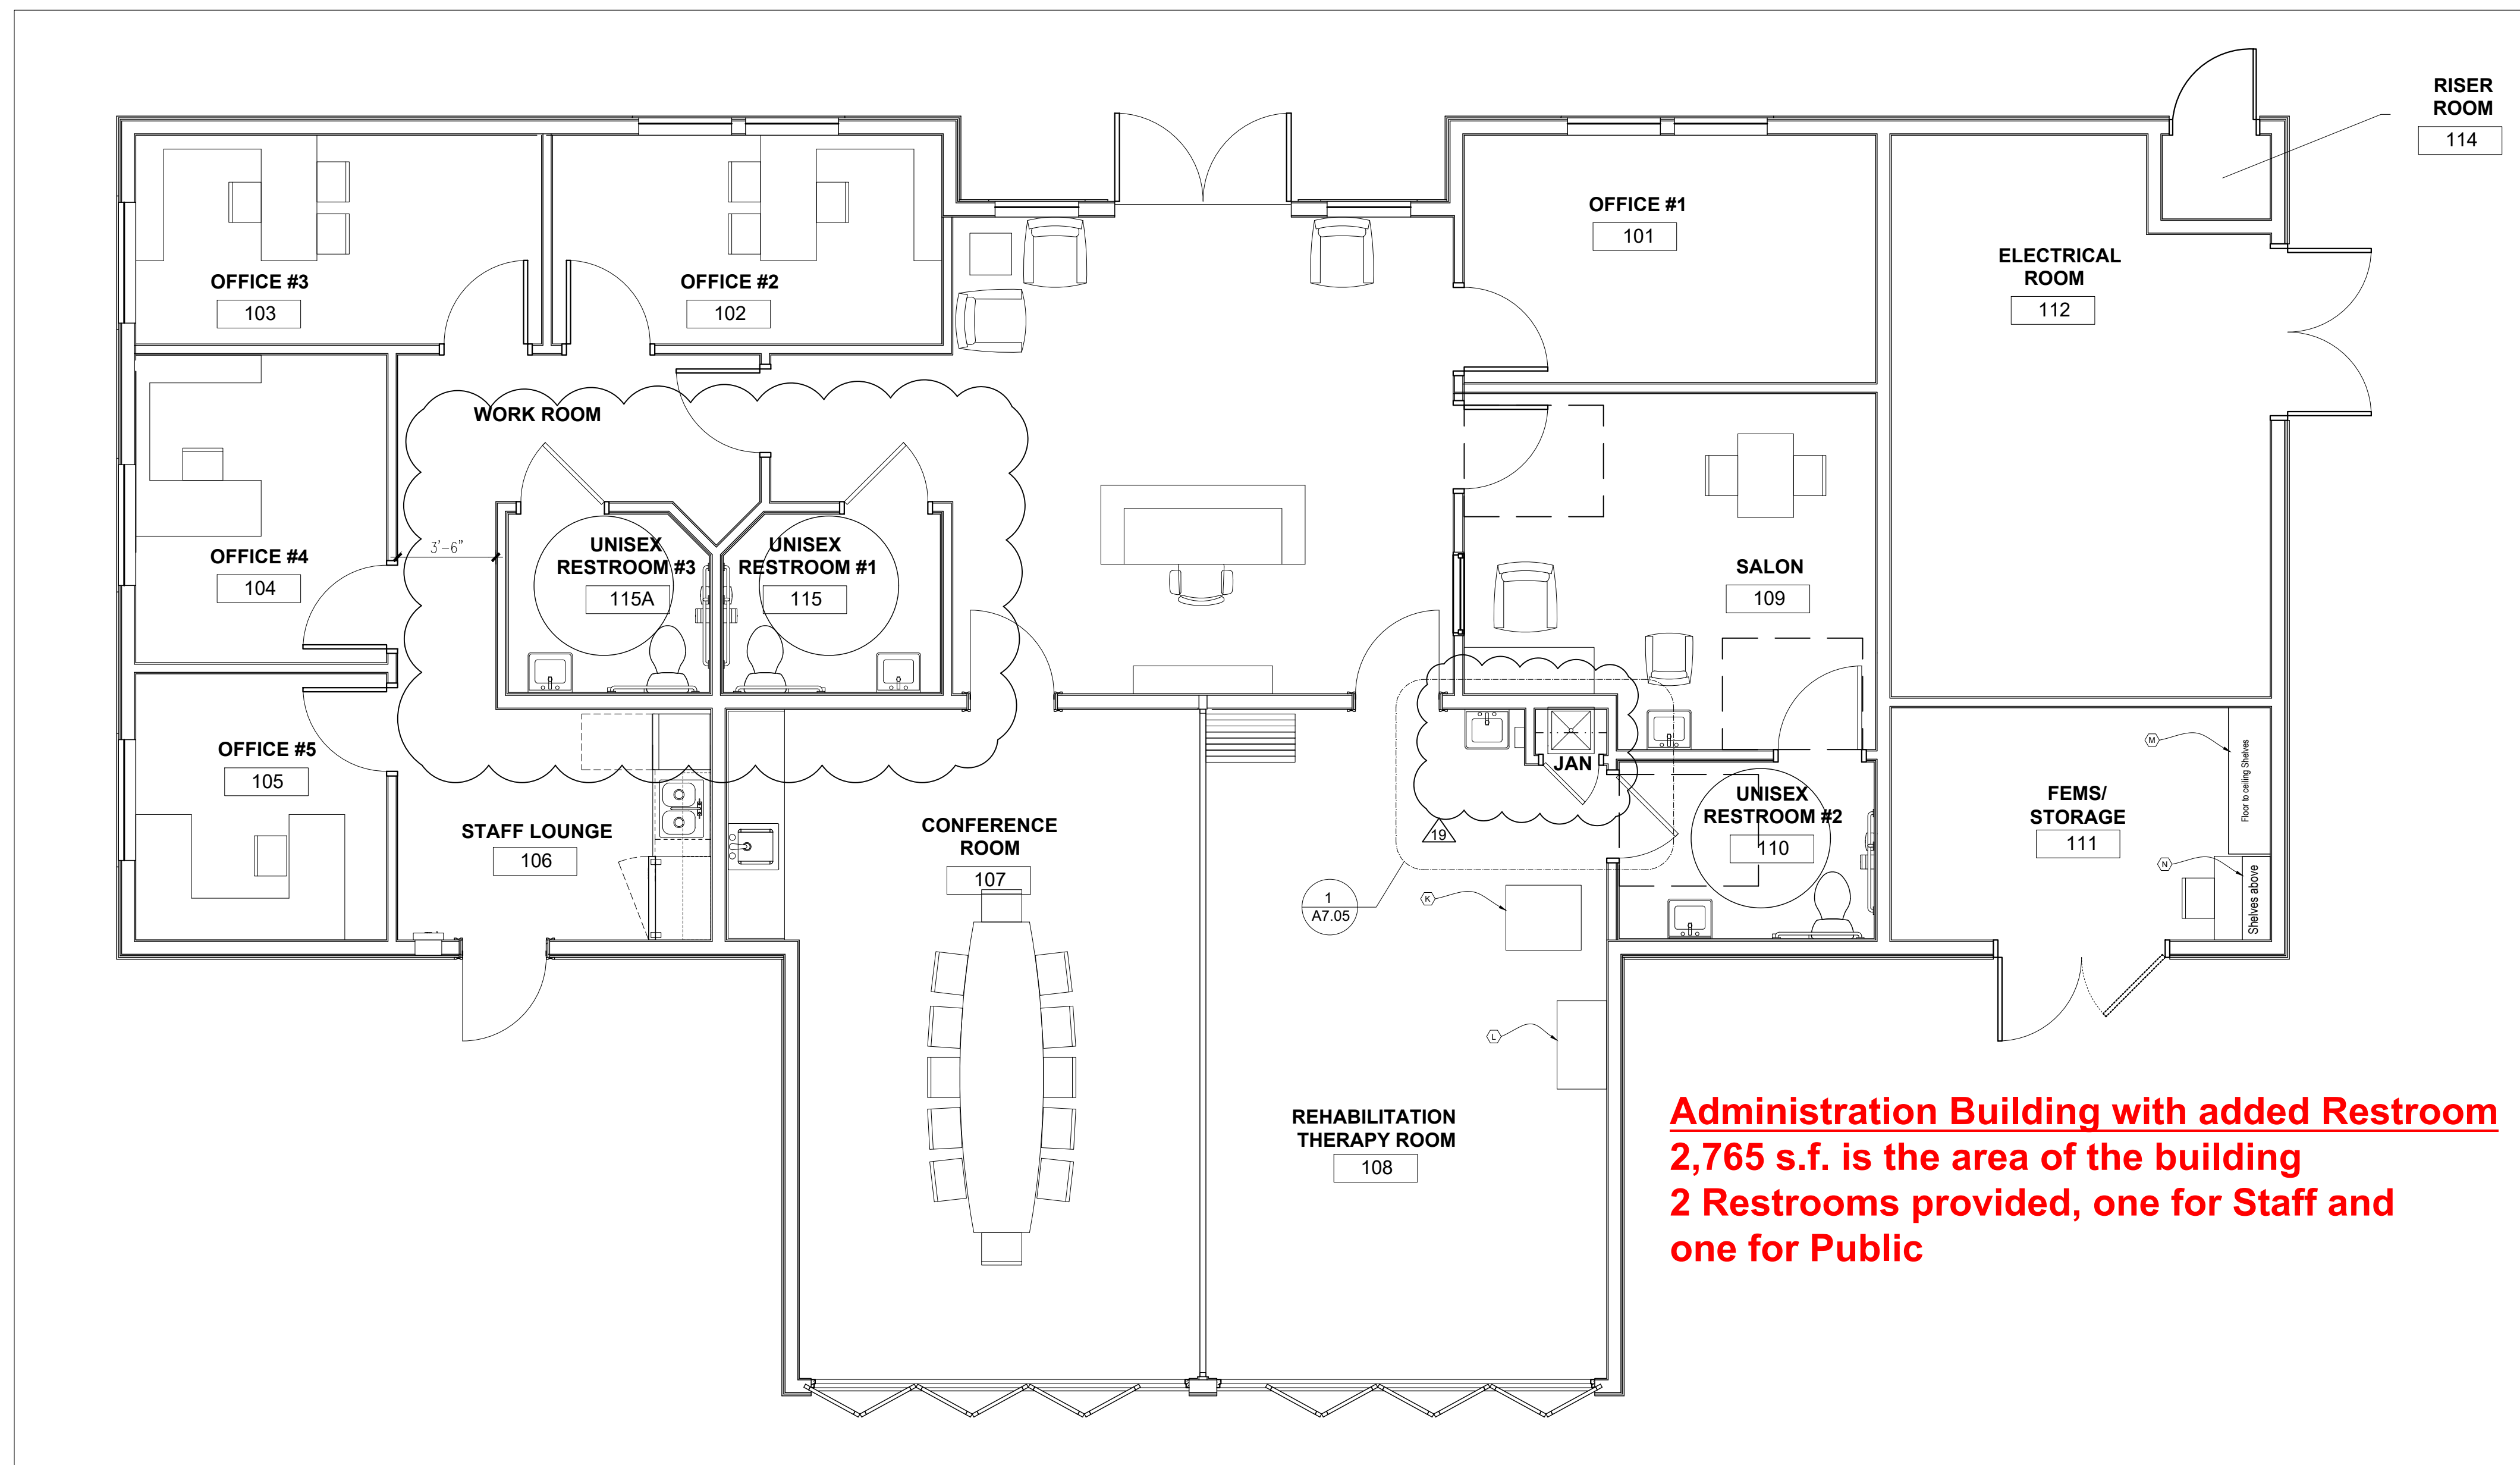 RISER
ROOM
114
OFFICE #1
101
ELECTRICAL
ROOM
112
OFFICE #3
103
OFFICE #2
102
WORK ROOM
3'-6"
UNISEX
RESTROOM #3
115A
UNISEX
RESTROOM #1
115
OFFICE #4
104
SALON
109
OFFICE #5
105
STAFF LOUNGE
106
CONFERENCE
ROOM
107
JAN
19
1
A7.05
UNISEX
RESTROOM #2
110
FEMS/
STORAGE
111
M
Floor to ceiling Shelves
N
Shelves above
K
L
REHABILITATION
THERAPY ROOM
108
Administration Building with added Restroom
2,765 s.f. is the area of the building
2 Restrooms provided, one for Staff and
one for Public